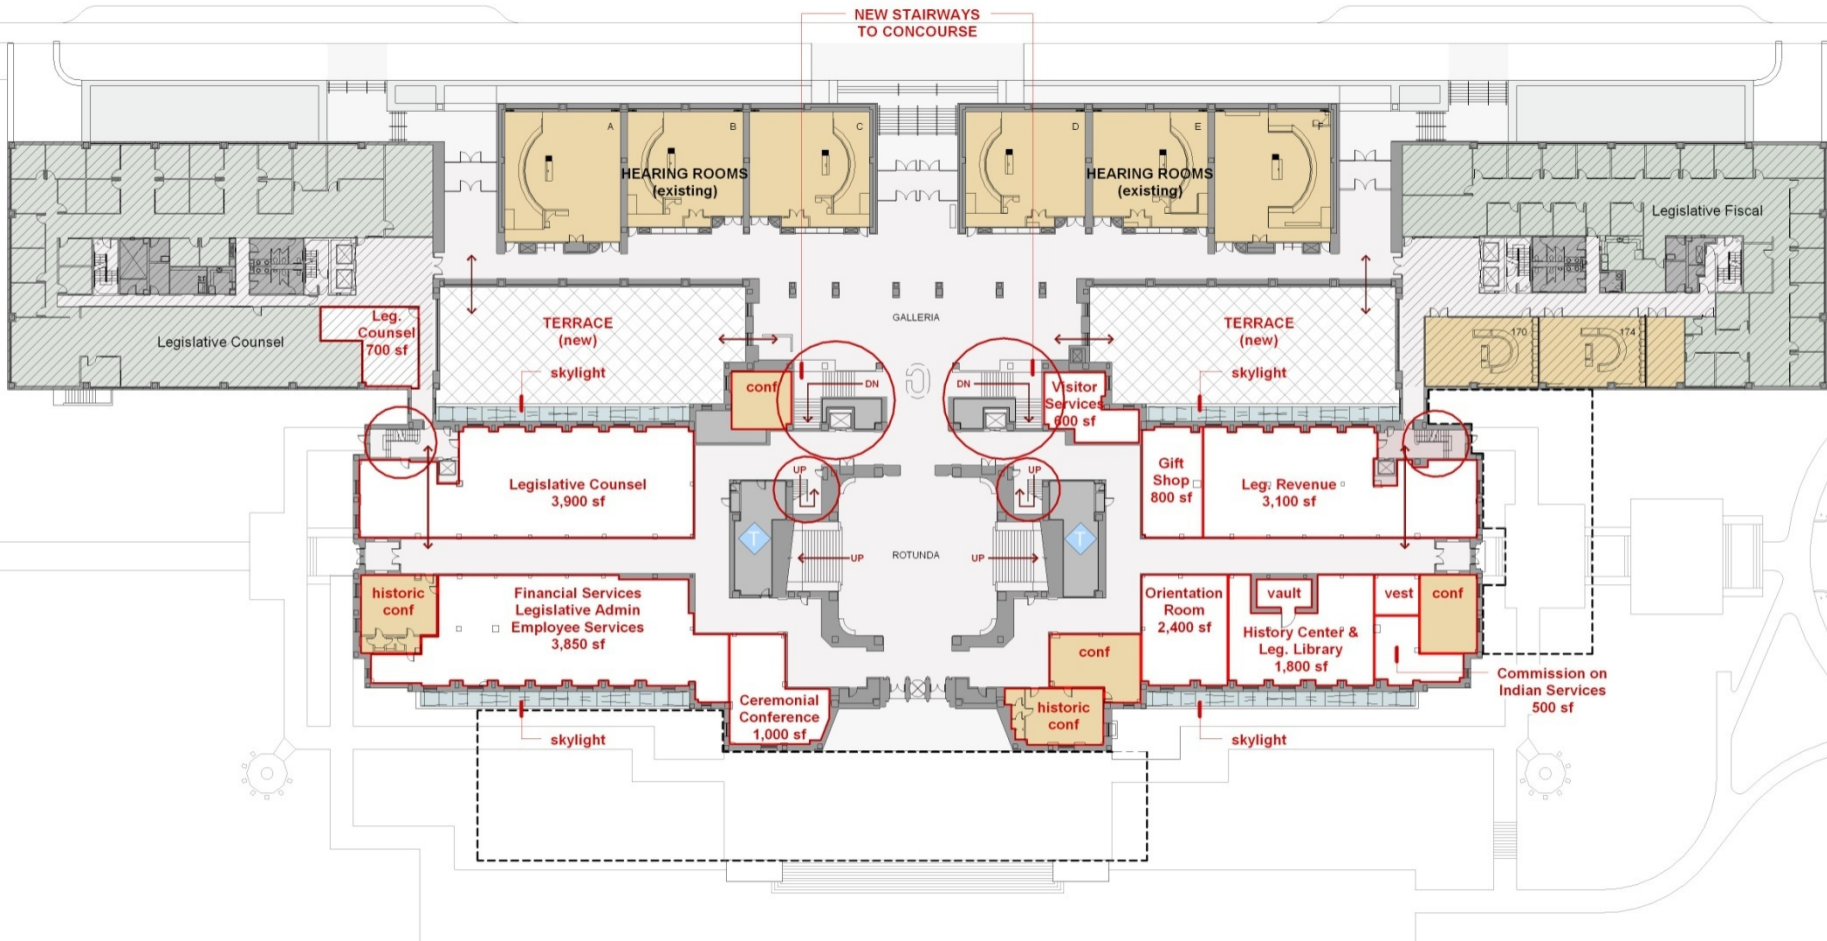 NEW STAIRWAYS
TO CONCOURSE
A
B
C
D
E
F
HEARING ROOMS
(existing)
HEARING ROOMS
(existing)
Legislative Fiscal
Leg.
Counsel
700 sf
Legislative Counsel
TERRACE
(new)
GALLERIA
TERRACE
(new)
170
174
skylight
skylight
conf
DN
DN
Visitor
Services
600 sf
UP
UP
Legislative Counsel
3,900 sf
Gift
Shop
800 sf
Leg. Revenue
3,100 sf
T
T
UP
ROTUNDA
UP
historic
conf
Financial Services
Legislative Admin
Employee Services
3,850 sf
Orientation
Room
2,400 sf
vault
vest
conf
History Center &
Leg. Library
1,800 sf
conf
Commission on
Indian Services
500 sf
Ceremonial
Conference
1,000 sf
historic
conf
skylight
skylight